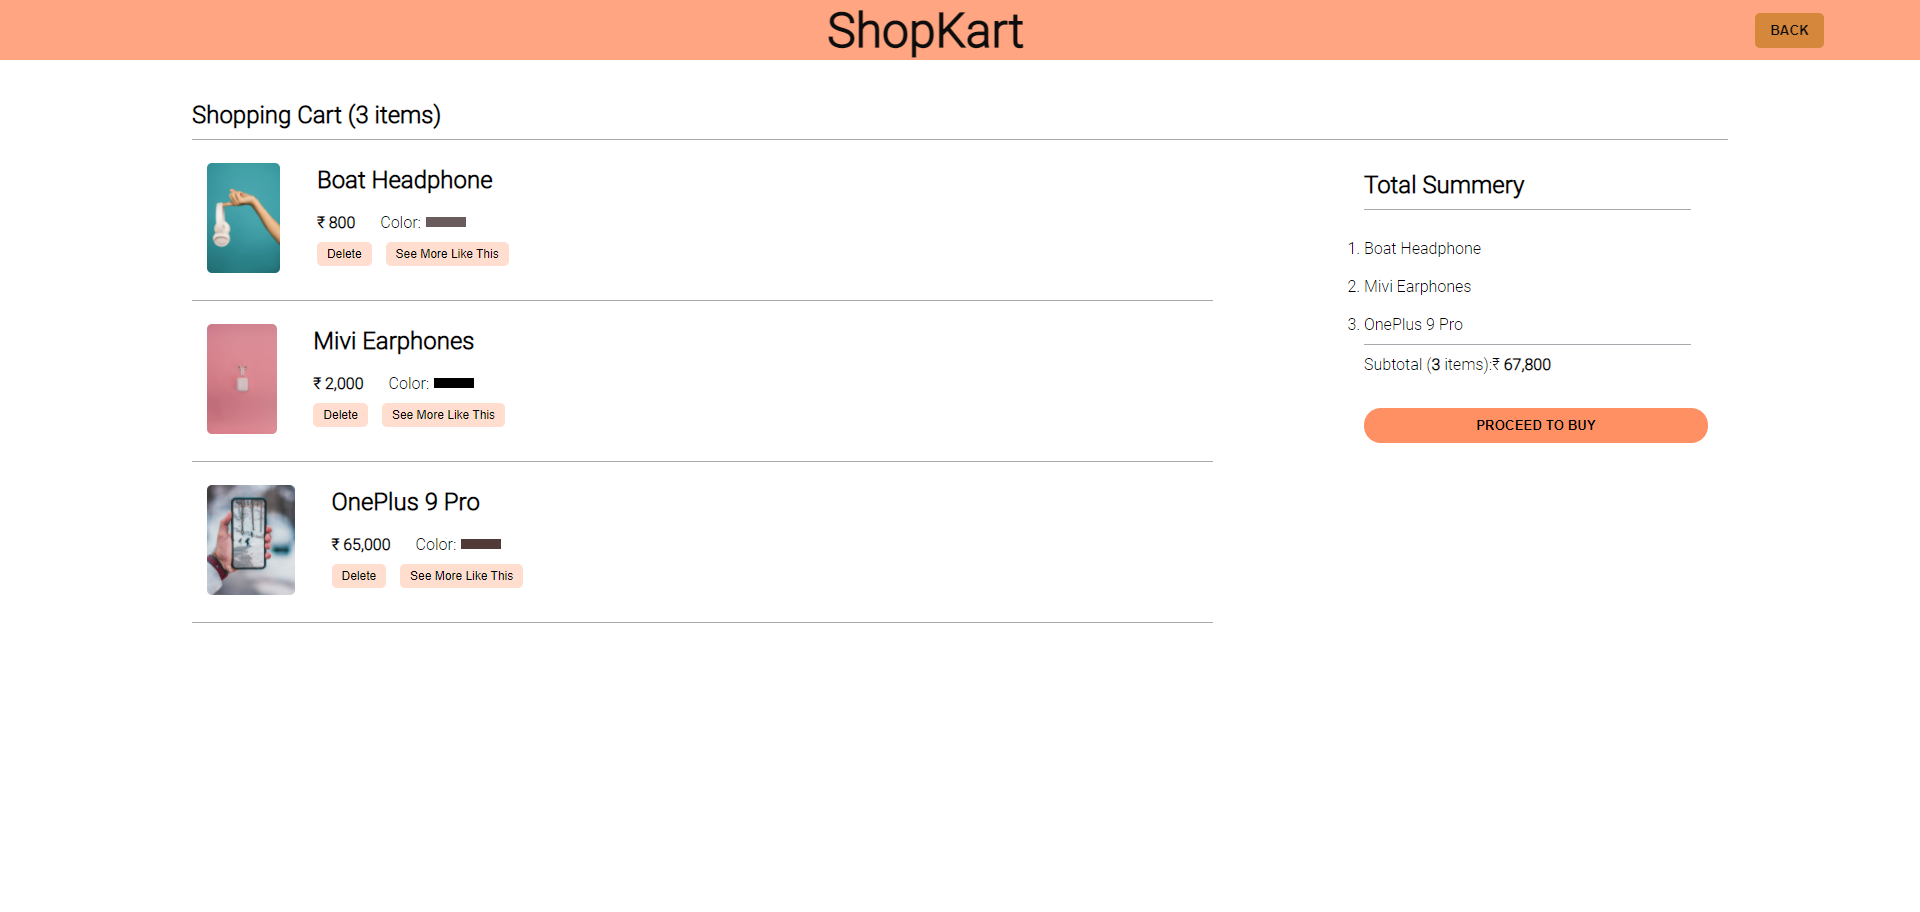 ShopKart
BACK
Shopping Cart (3 items)
Boat Headphone
₹ 800 Color:
Delete See More Like This
Mivi Earphones
₹ 2,000 Color:
Delete See More Like This
OnePlus 9 Pro
₹ 65,000 Color:
Delete See More Like This
Total Summery
1. Boat Headphone
2. Mivi Earphones
3. OnePlus 9 Pro
Subtotal (3 items):₹ 67,800
PROCEED TO BUY